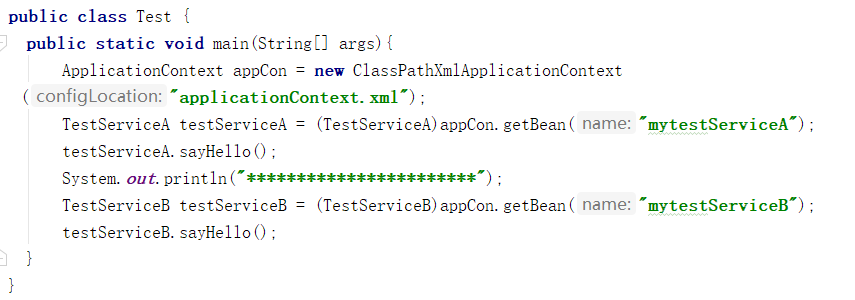 public class Test {
public static void main(String[] args){
ApplicationContext appCon = new ClassPathXmlApplicationContext
( configLocation: "applicationContext.xml");
TestServiceA testServiceA = (TestServiceA)appCon.getBean( name: "mytestServiceA");
testServiceA.sayHello();
System.out.println("***********************");
TestServiceB testServiceB = (TestServiceB)appCon.getBean( name: "mytestServiceB");
testServiceB.sayHello();
}
}